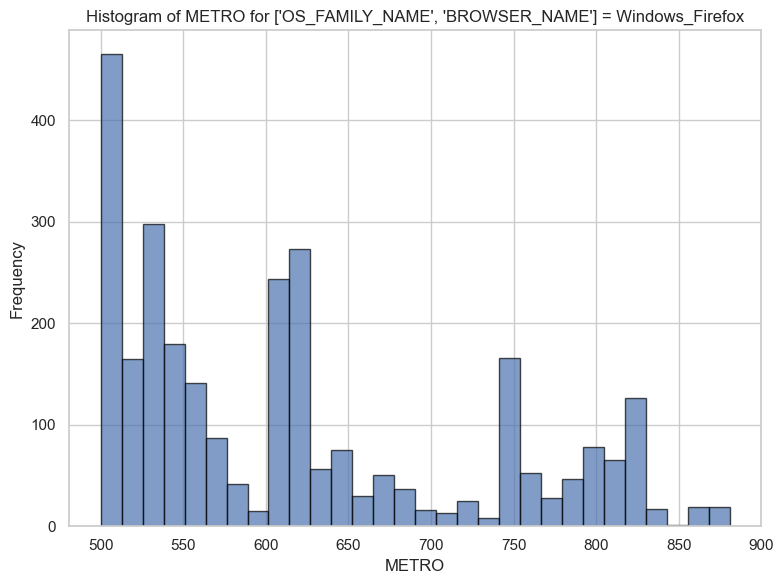 Histogram of METRO for ['OS_FAMILY_NAME', 'BROWSER_NAME'] = Windows_Firefox
400
300
200
100
0
Frequency
500 550 600 650 700 750 800 850 900
METRO